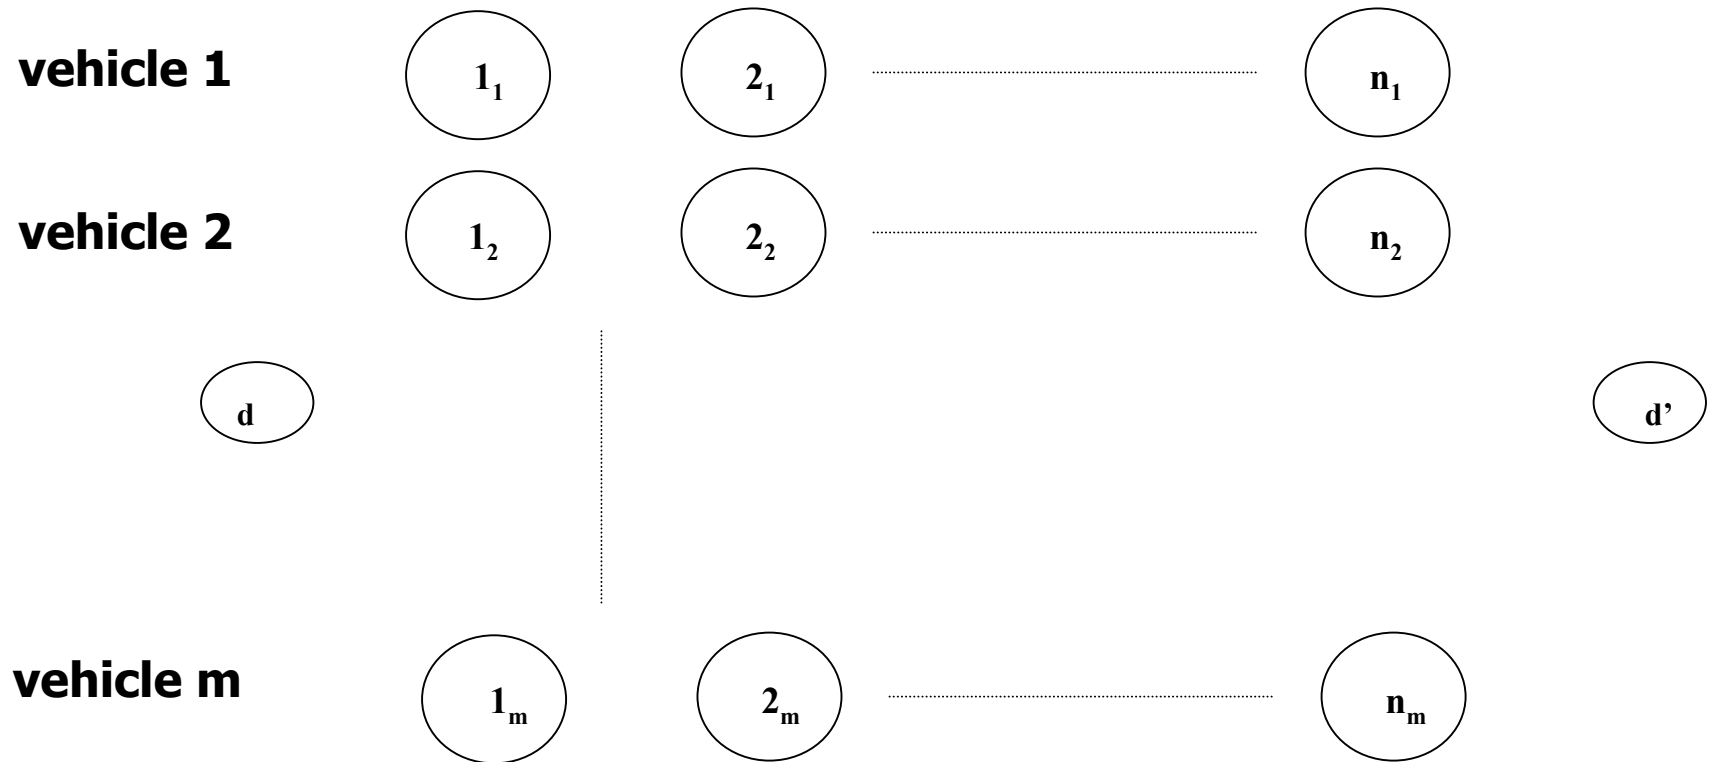 vehicle 1 1₁ 2₁ n₁
vehicle 2 1₂ 2₂ n₂
d d’
vehicle m 1ₘ 2ₘ nₘ